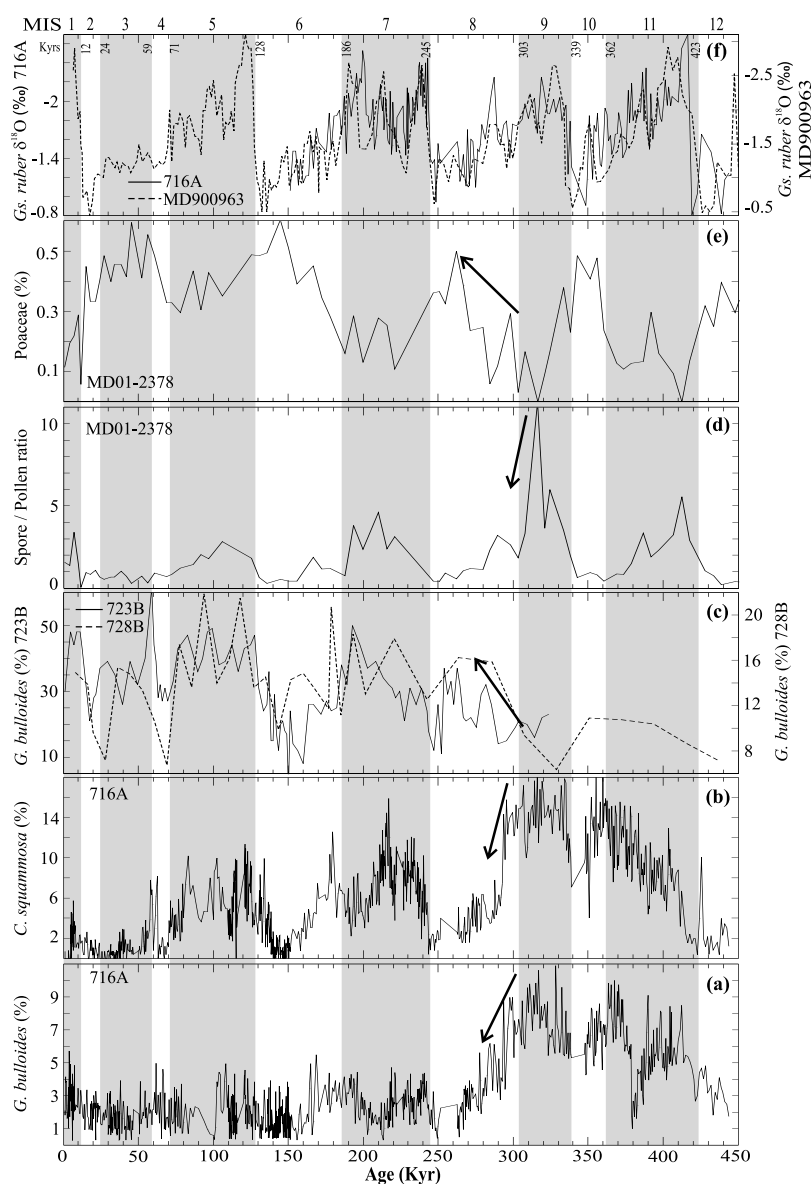 MIS 1 2 3 4 5 6 7 8 9 10 11 12
Kyrs 12 24 59 71 128 186 245 303 339 362 423
(f)
Gs. ruber δ¹⁸O (‰) 716A
-2
-1.4
-0.8
716A
MD900963
-2.5
-1.5
-0.5
Gs. ruber δ¹⁸O (‰)
MD900963
(e)
Poaceae (%)
0.5
0.3
0.1
MD01-2378
(d)
MD01-2378
Spore / Pollen ratio
10
5
0
(c)
723B
728B
G. bulloides (%) 723B
50
30
10
20
16
12
8
G. bulloides (%) 728B
(b)
716A
C. squammosa (%)
14
10
6
2
(a)
716A
G. bulloides (%)
9
7
5
3
1
0 50 100 150 200 250 300 350 400 450
Age (Kyr)